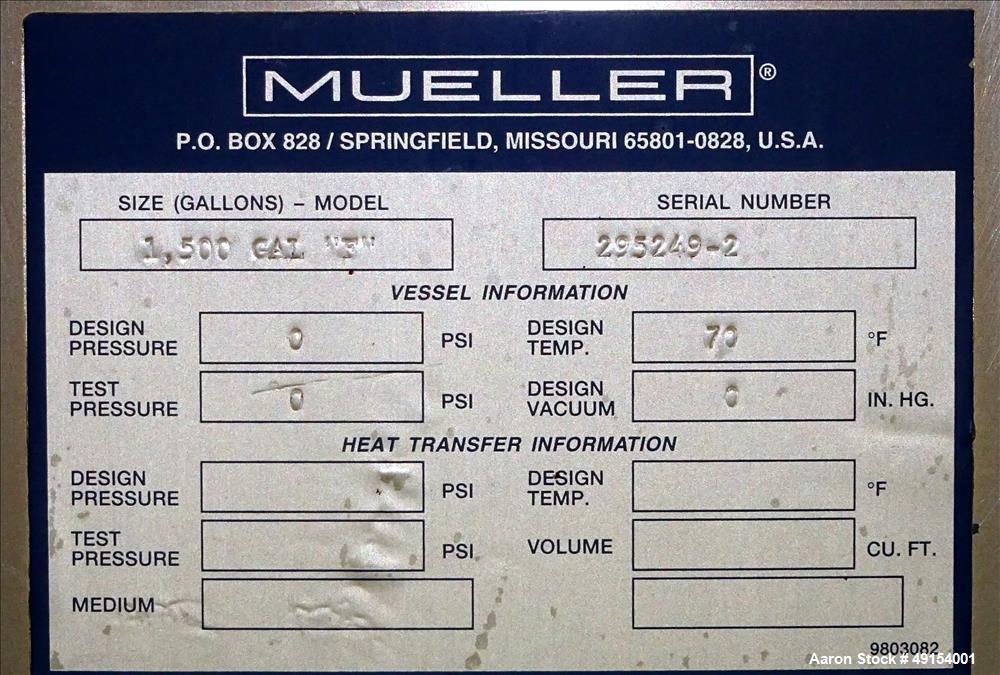 MUELLER®
P.O. BOX 828 / SPRINGFIELD, MISSOURI 65801-0828, U.S.A.
SIZE (GALLONS) – MODEL SERIAL NUMBER
1,500 GAL "F" 295249-2
VESSEL INFORMATION
DESIGN PRESSURE 0 PSI DESIGN TEMP. 70 °F
TEST PRESSURE 0 PSI DESIGN VACUUM 0 IN. HG.
HEAT TRANSFER INFORMATION
DESIGN PRESSURE PSI DESIGN TEMP. °F
TEST PRESSURE PSI VOLUME CU. FT.
MEDIUM
9803082
Aaron Stock # 49154001